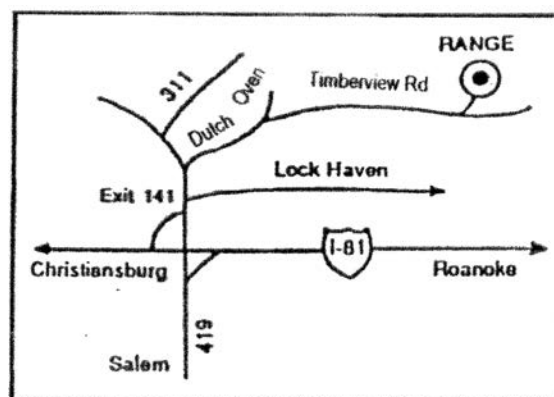 RANGE
311
Dutch Oven
Timberview Rd
Lock Haven
Exit 141
I-81
Christiansburg
Roanoke
419
Salem